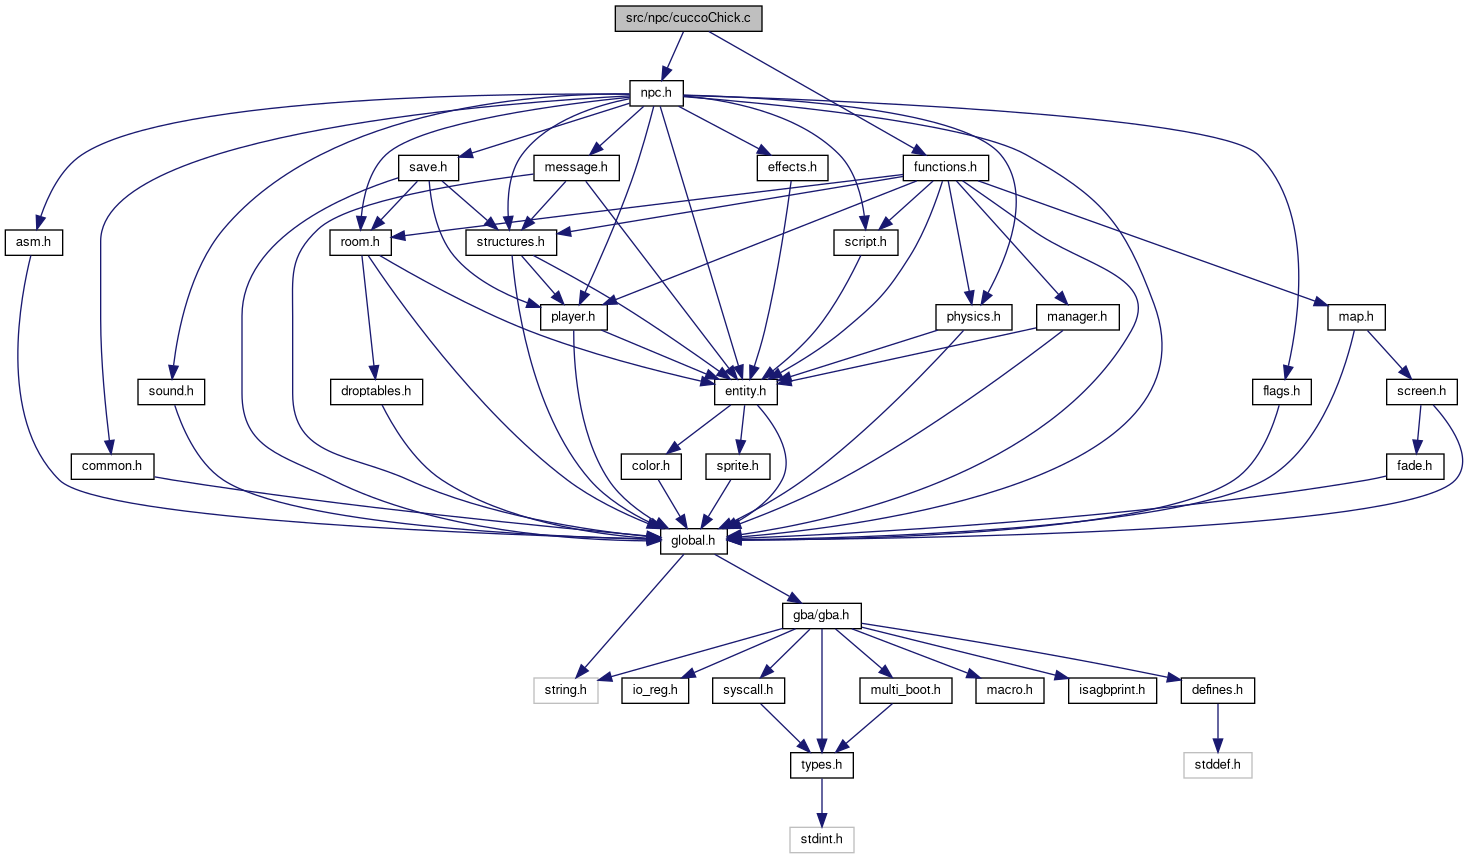 src/npc/cuccoChick.c
npc.h
save.h
message.h
effects.h
functions.h
asm.h
room.h
structures.h
script.h
player.h
physics.h
manager.h
map.h
sound.h
droptables.h
entity.h
flags.h
screen.h
common.h
color.h
sprite.h
fade.h
global.h
gba/gba.h
string.h
io_reg.h
syscall.h
multi_boot.h
macro.h
isagbprint.h
defines.h
types.h
stddef.h
stdint.h